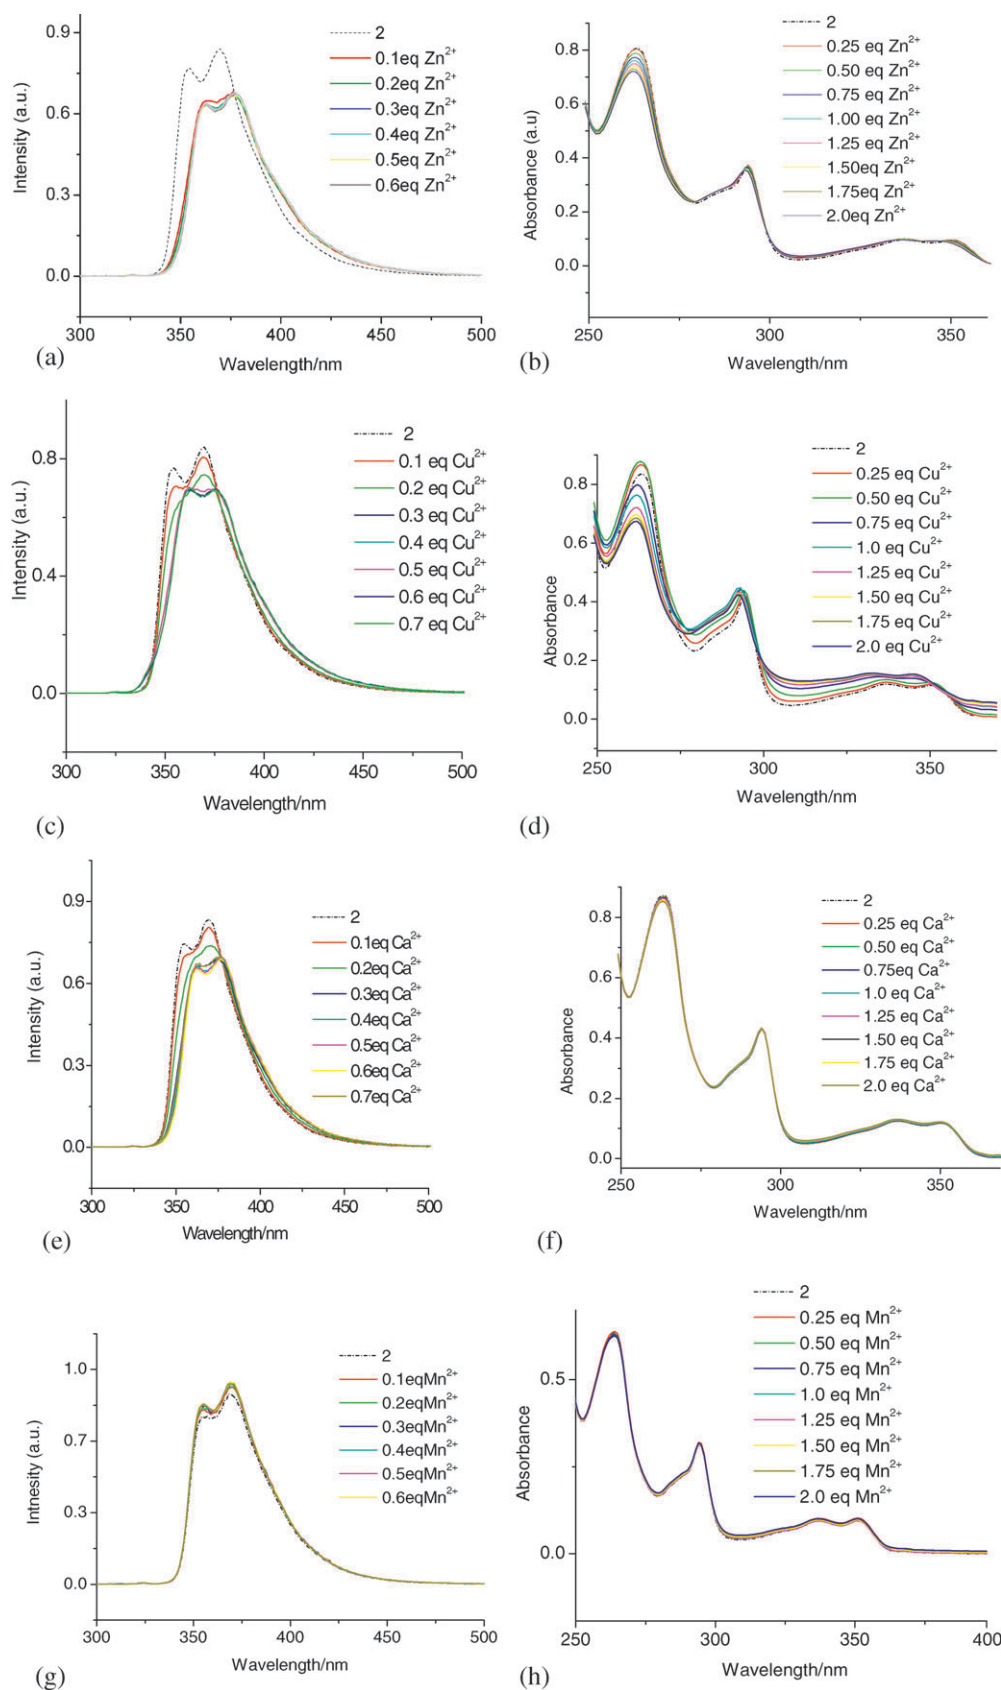 2
0.1eq Zn2+
0.2eq Zn2+
0.3eq Zn2+
0.4eq Zn2+
0.5eq Zn2+
0.6eq Zn2+
Intensity (a.u.)
0.9
0.6
0.3
0.0
300 350 400 450 500
Wavelength/nm
(a)
2
0.25 eq Zn2+
0.50 eq Zn2+
0.75 eq Zn2+
1.00 eq Zn2+
1.25 eq Zn2+
1.50eq Zn2+
1.75eq Zn2+
2.0eq Zn2+
Absorbance (a.u)
0.8
0.6
0.4
0.2
0.0
250 300 350
Wavelength/nm
(b)
2
0.1 eq Cu2+
0.2 eq Cu2+
0.3 eq Cu2+
0.4 eq Cu2+
0.5 eq Cu2+
0.6 eq Cu2+
0.7 eq Cu2+
Intensity (a.u.)
0.8
0.4
0.0
300 350 400 450 500
Wavelength/nm
(c)
2
0.25 eq Cu2+
0.50 eq Cu2+
0.75 eq Cu2+
1.0 eq Cu2+
1.25 eq Cu2+
1.50 eq Cu2+
1.75 eq Cu2+
2.0 eq Cu2+
Absorbance
0.8
0.6
0.4
0.2
0.0
250 300 350
Wavelength/nm
(d)
2
0.1eq Ca2+
0.2eq Ca2+
0.3eq Ca2+
0.4eq Ca2+
0.5eq Ca2+
0.6eq Ca2+
0.7eq Ca2+
Intensity (a.u.)
0.9
0.6
0.3
0.0
300 350 400 450 500
Wavelength/nm
(e)
2
0.25 eq Ca2+
0.50 eq Ca2+
0.75eq Ca2+
1.0 eq Ca2+
1.25 eq Ca2+
1.50 eq Ca2+
1.75 eq Ca2+
2.0 eq Ca2+
Absorbance
0.8
0.4
0.0
250 300 350
Wavelength/nm
(f)
2
0.1eqMn2+
0.2eqMn2+
0.3eqMn2+
0.4eqMn2+
0.5eqMn2+
0.6eqMn2+
Intnesity (a.u.)
1.0
0.7
0.3
0.0
300 350 400 450 500
Wavelength/nm
(g)
2
0.25 eq Mn2+
0.50 eq Mn2+
0.75 eq Mn2+
1.0 eq Mn2+
1.25 eq Mn2+
1.50 eq Mn2+
1.75 eq Mn2+
2.0 eq Mn2+
Absorbance
0.5
0.0
250 300 350 400
Wavelength/nm
(h)